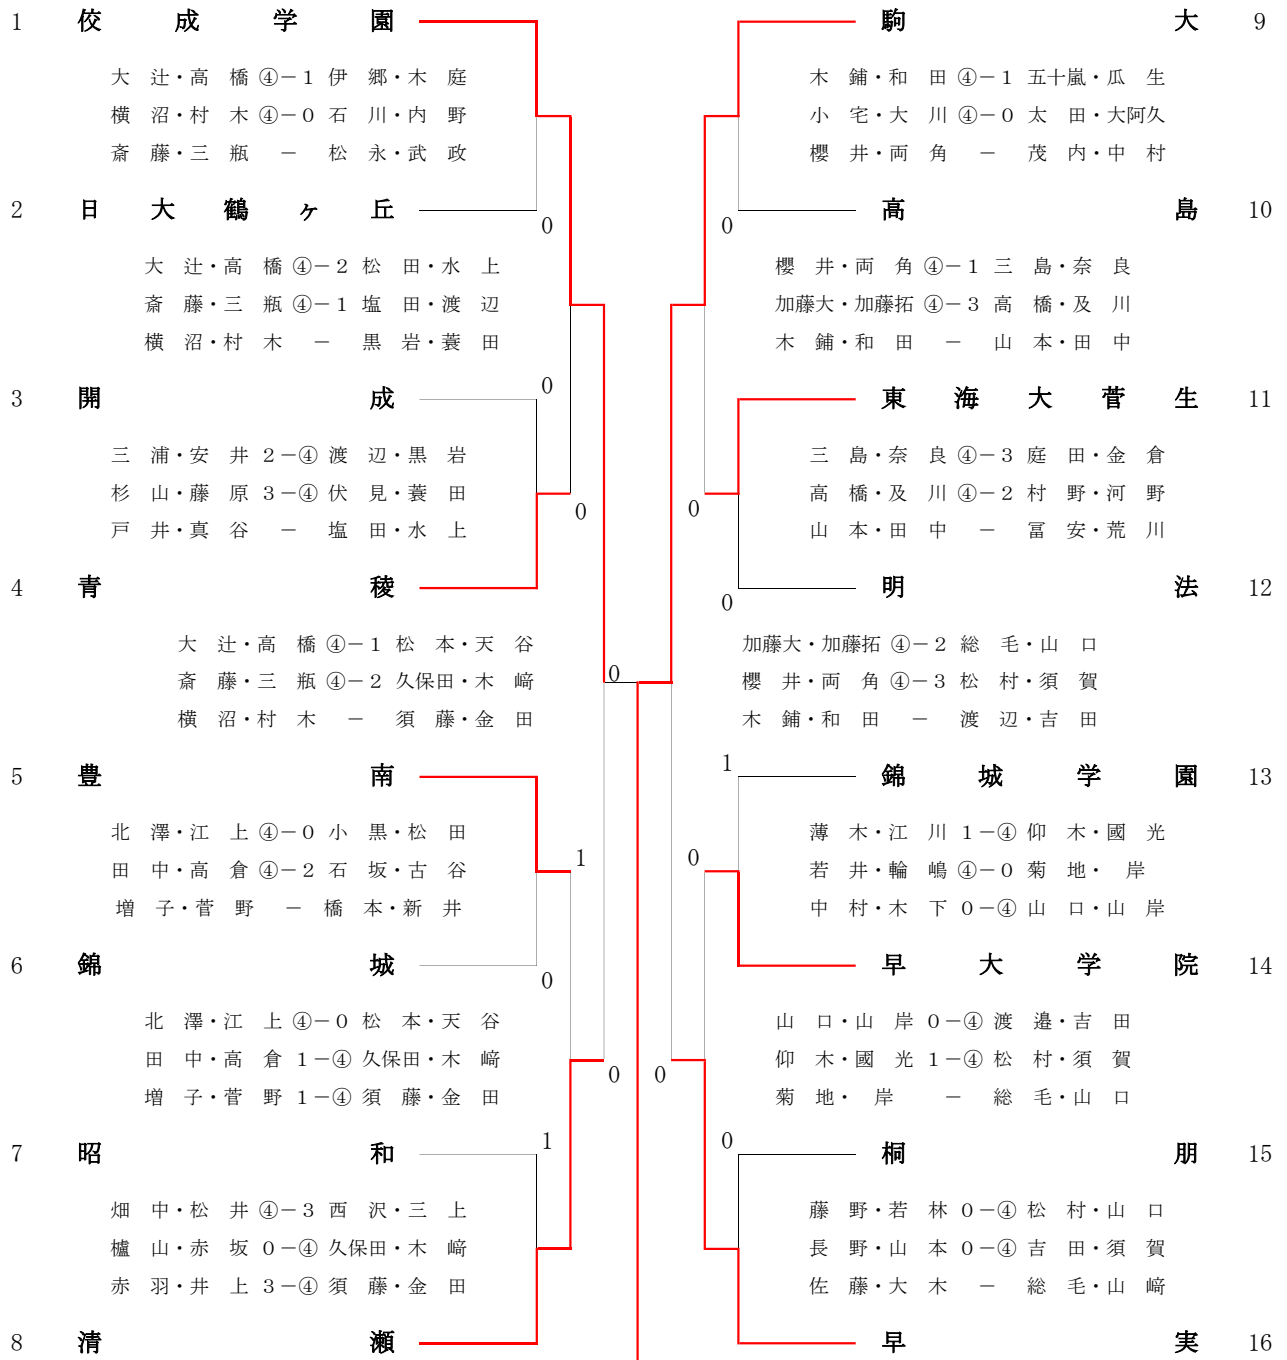 1 佼成学園
大辻・高橋 ④－1 伊郷・木庭
横沼・村木 ④－0 石川・内野
斎藤・三瓶 － 松永・武政
2 日大鶴ヶ丘
0
大辻・高橋 ④－2 松田・水上
斎藤・三瓶 ④－1 塩田・渡辺
横沼・村木 － 黒岩・蓑田
0
3 開成
三浦・安井 2－④ 渡辺・黒岩
杉山・藤原 3－④ 伏見・蓑田
戸井・真谷 － 塩田・水上
0
4 青稜
大辻・高橋 ④－1 松本・天谷
斎藤・三瓶 ④－2 久保田・木﨑
横沼・村木 － 須藤・金田
0
5 豊南
北澤・江上 ④－0 小黒・松田
田中・高倉 ④－2 石坂・古谷
増子・菅野 － 橋本・新井
1
6 錦城
0
北澤・江上 ④－0 松本・天谷
田中・高倉 1－④ 久保田・木﨑
増子・菅野 1－④ 須藤・金田
0
1
7 昭和
畑中・松井 ④－3 西沢・三上
櫨山・赤坂 0－④ 久保田・木﨑
赤羽・井上 3－④ 須藤・金田
8 清瀬
駒大 9
木鋪・和田 ④－1 五十嵐・瓜生
小宅・大川 ④－0 太田・大阿久
櫻井・両角 － 茂内・中村
高島 10
0
櫻井・両角 ④－1 三島・奈良
加藤大・加藤拓 ④－3 高橋・及川
木鋪・和田 － 山本・田中
東海大菅生 11
三島・奈良 ④－3 庭田・金倉
高橋・及川 ④－2 村野・河野
山本・田中 － 冨安・荒川
0
明法 12
0
加藤大・加藤拓 ④－2 総毛・山口
櫻井・両角 ④－3 松村・須賀
木鋪・和田 － 渡辺・吉田
1
錦城学園 13
薄木・江川 1－④ 仰木・國光
若井・輪嶋 ④－0 菊地・岸
中村・木下 0－④ 山口・山岸
0
早大学院 14
山口・山岸 0－④ 渡邉・吉田
仰木・國光 1－④ 松村・須賀
菊地・岸 － 総毛・山口
0
0
桐朋 15
藤野・若林 0－④ 松村・山口
長野・山本 0－④ 吉田・須賀
佐藤・大木 － 総毛・山﨑
早実 16